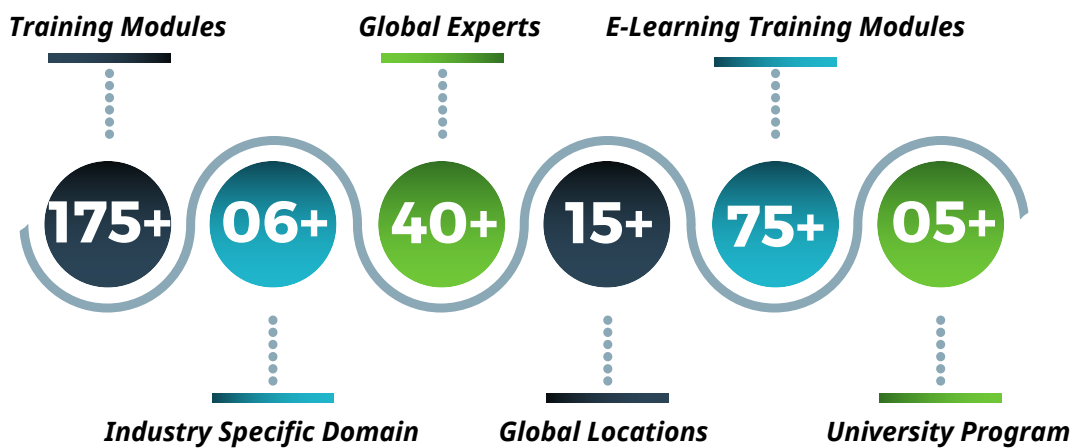 Training Modules
Global Experts
E-Learning Training Modules
175+
06+
40+
15+
75+
05+
Industry Specific Domain
Global Locations
University Program